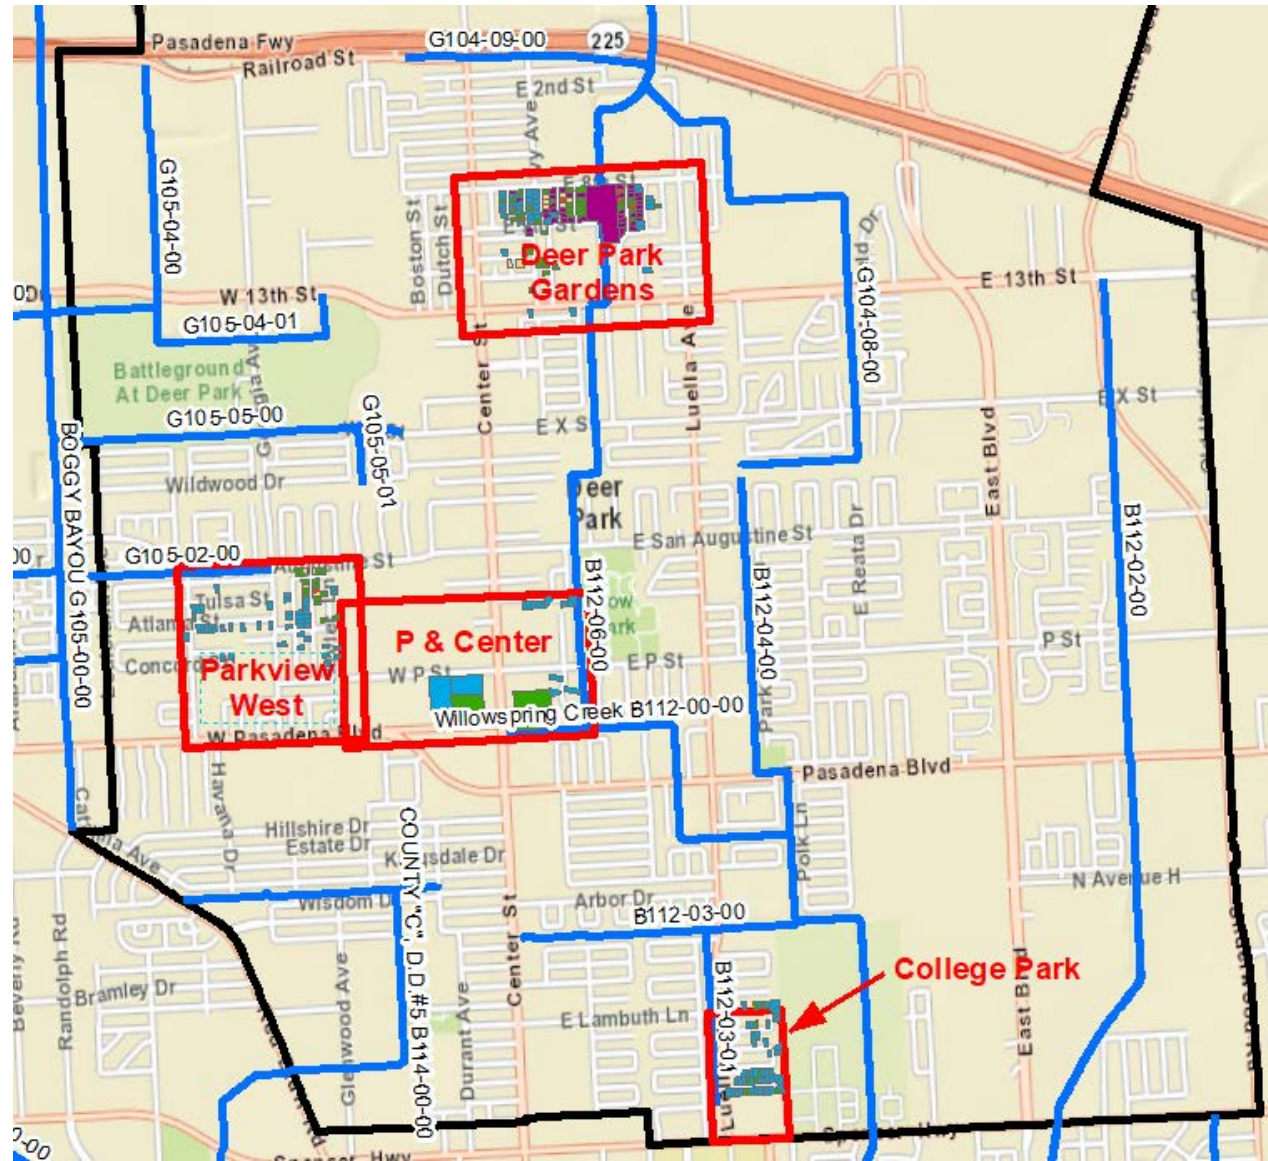 G104-09-00
225
Pasadena Fwy
Railroad St
E 2nd St
G105-04-00
Boston St
Dutch St
Deer Park
Gardens
W 13th St
E 13th St
G105-04-01
G104-08-00
Battleground
At Deer Park
Center St
Luella Ave
G105-05-00
G105-05-01
E X St
East Blvd
Wildwood Dr
Deer
Park
BOGGY BAYOU G105-00-00
G105-02-00
E San Augustine St
E Reata Dr
B112-02-00
B112-06-00
B112-04-00
Tulsa St
Atlanta St
P & Center
Parkview
West
W P St
E P St
P St
Park
Willowspring Creek B112-00-00
W Pasadena Blvd
E Pasadena Blvd
Havana Dr
Catalina Ave
Hillshire Dr
Estate Dr
Polk Ln
COUNTY "C", D.D.#5 B114-00-00
Wisdom D
Arbor Dr
N Avenue H
B112-03-00
Center St
Beverly Rd
Randolph Rd
Bramley Dr
Glenwood Ave
Durant Ave
E Lambuth Ln
B112-03-01
College Park
East Blvd
Spencer Hwy